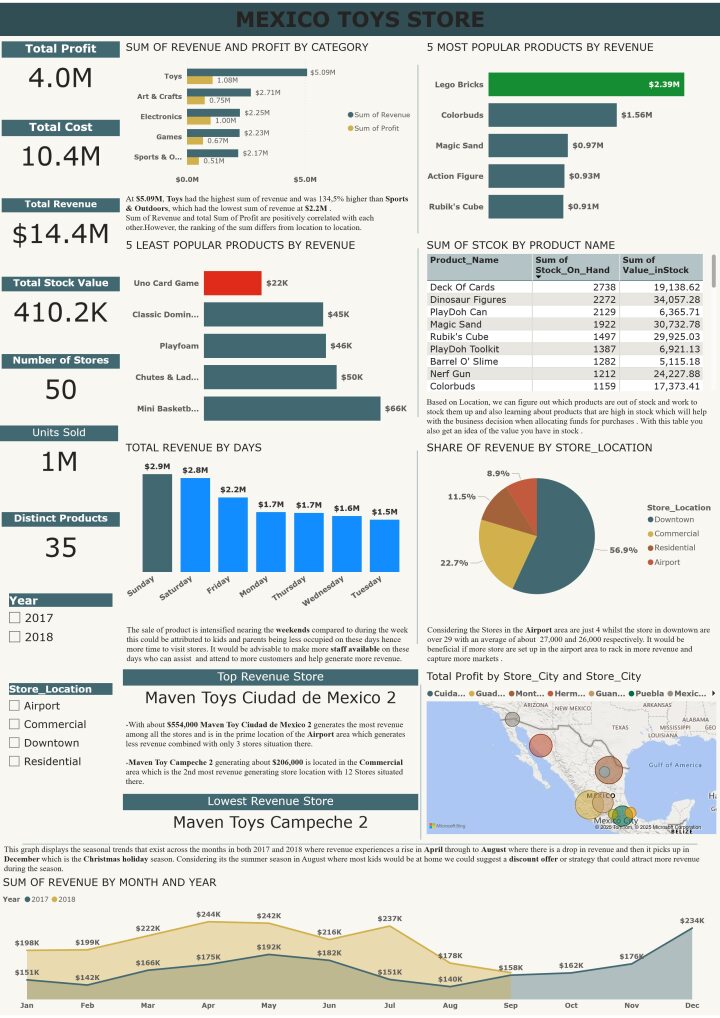 MEXICO TOYS STORE
Total Profit
4.0M
Total Cost
10.4M
Total Revenue
$14.4M
Total Stock Value
410.2K
Number of Stores
50
Units Sold
1M
Distinct Products
35
Year
2017
2018
Store_Location
Airport
Commercial
Downtown
Residential
SUM OF REVENUE AND PROFIT BY CATEGORY
Toys $5.09M 1.08M
Art & Crafts $2.71M 0.75M
Electronics $2.25M 1.00M
Games $2.23M 0.67M
Sports & O... $2.17M 0.51M
$0.0M $5.0M
Sum of Revenue
Sum of Profit
At $5.09M, Toys had the highest sum of revenue and was 134,5% higher than Sports
& Outdoors, which had the lowest sum of revenue at $2.2M .
Sum of Revenue and total Sum of Profit are positively correlated with each
other.However, the ranking of the sum differs from location to location.
5 MOST POPULAR PRODUCTS BY REVENUE
Lego Bricks $2.39M
Colorbuds $1.56M
Magic Sand $0.97M
Action Figure $0.93M
Rubik's Cube $0.91M
5 LEAST POPULAR PRODUCTS BY REVENUE
Uno Card Game $22K
Classic Domin... $45K
Playfoam $46K
Chutes & Lad... $50K
Mini Basketb... $66K
SUM OF STCOK BY PRODUCT NAME
Product_Name Sum of Stock_On_Hand Sum of Value_inStock
Deck Of Cards 2738 19,138.62
Dinosaur Figures 2272 34,057.28
PlayDoh Can 2129 6,365.71
Magic Sand 1922 30,732.78
Rubik's Cube 1497 29,925.03
PlayDoh Toolkit 1387 6,921.13
Barrel O' Slime 1282 5,115.18
Nerf Gun 1212 24,227.88
Colorbuds 1159 17,373.41
Based on Location, we can figure out which products are out of stock and work to
stock them up and also learning about products that are high in stock which will help
with the business decision when allocating funds for purchases . With this table you
also get an idea of the value you have in stock .
TOTAL REVENUE BY DAYS
$2.9M $2.8M $2.2M $1.7M $1.7M $1.6M $1.5M
Sunday Saturday Friday Monday Thursday Wednesday Tuesday
The sale of product is intensified nearing the weekends compared to during the week
this could be attributed to kids and parents being less occupied on these days hence
more time to visit stores. It would be advisable to make more staff available on these
days who can assist and attend to more customers and help generate more revenue.
SHARE OF REVENUE BY STORE_LOCATION
8.9%
11.5%
22.7%
56.9%
Store_Location
Downtown
Commercial
Residential
Airport
Considering the Stores in the Airport area are just 4 whilst the store in downtown are
over 29 with an average of about 27,000 and 26,000 respectively. It would be
beneficial if more store are set up in the airport area to rack in more revenue and
capture more markets .
Top Revenue Store
Maven Toys Ciudad de Mexico 2
-With about $554,000 Maven Toy Ciudad de Mexico 2 generates the most revenue
among all the stores and is in the prime location of the Airport area which generates
less revenue combined with only 3 stores situation there.
-Maven Toy Campeche 2 generating about $206,000 is located in the Commercial
area which is the 2nd most revenue generating store location with 12 Stores situated
there.
Lowest Revenue Store
Maven Toys Campeche 2
Total Profit by Store_City and Store_City
Cuida... Guad... Mont... Herm... Guan... Puebla Mexic...
ARIZONA NEW MEXICO ARKANSAS
TEXAS ALABAMA
MISSISSIPPI
LOUISIANA
Gulf of America
MEXICO
Mexico City
Ha
BELIZE
Microsoft Bing
© 2025 TomTom, © 2025 Microsoft Corporation
This graph displays the seasonal trends that exist across the months in both 2017 and 2018 where revenue experiences a rise in April through to August where there is a drop in revenue and then it picks up in
December which is the Christmas holiday season. Considering its the summer season in August where most kids would be at home we could suggest a discount offer or strategy that could attract more revenue
during the season.
SUM OF REVENUE BY MONTH AND YEAR
Year 2017 2018
$198K $199K $222K $244K $242K $216K $237K $178K
$151K $142K $166K $175K $192K $182K $151K $140K $158K $162K $176K $234K
Jan Feb Mar Apr May Jun Jul Aug Sep Oct Nov Dec